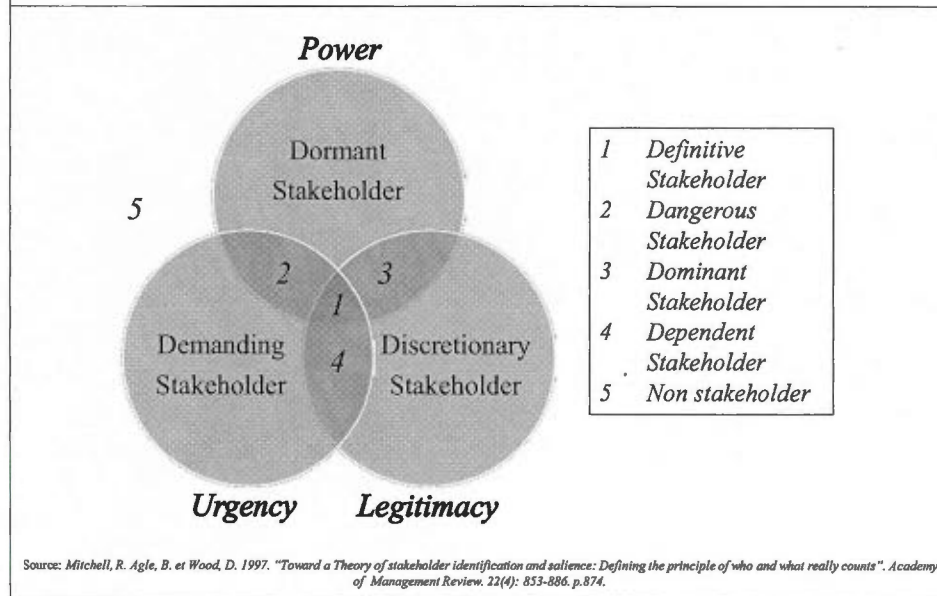 Power
Dormant
Stakeholder
5
2
3
1
4
Demanding
Stakeholder
Discretionary
Stakeholder
Urgency
Legitimacy
1 Definitive
Stakeholder
2 Dangerous
Stakeholder
3 Dominant
Stakeholder
4 Dependent
Stakeholder
5 Non stakeholder
Source: Mitchell, R. Agle, B. et Wood, D. 1997. "Toward a Theory of stakeholder identification and salience: Defining the principle of who and what really counts". Academy
of Management Review. 22(4): 853-886. p.874.